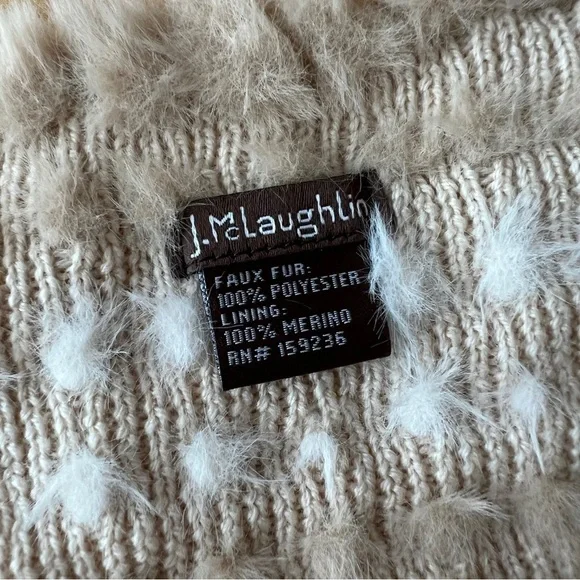 J.McLaughlin
FAUX FUR:
100% POLYESTER
LINING:
100% MERINO
RN# 159236